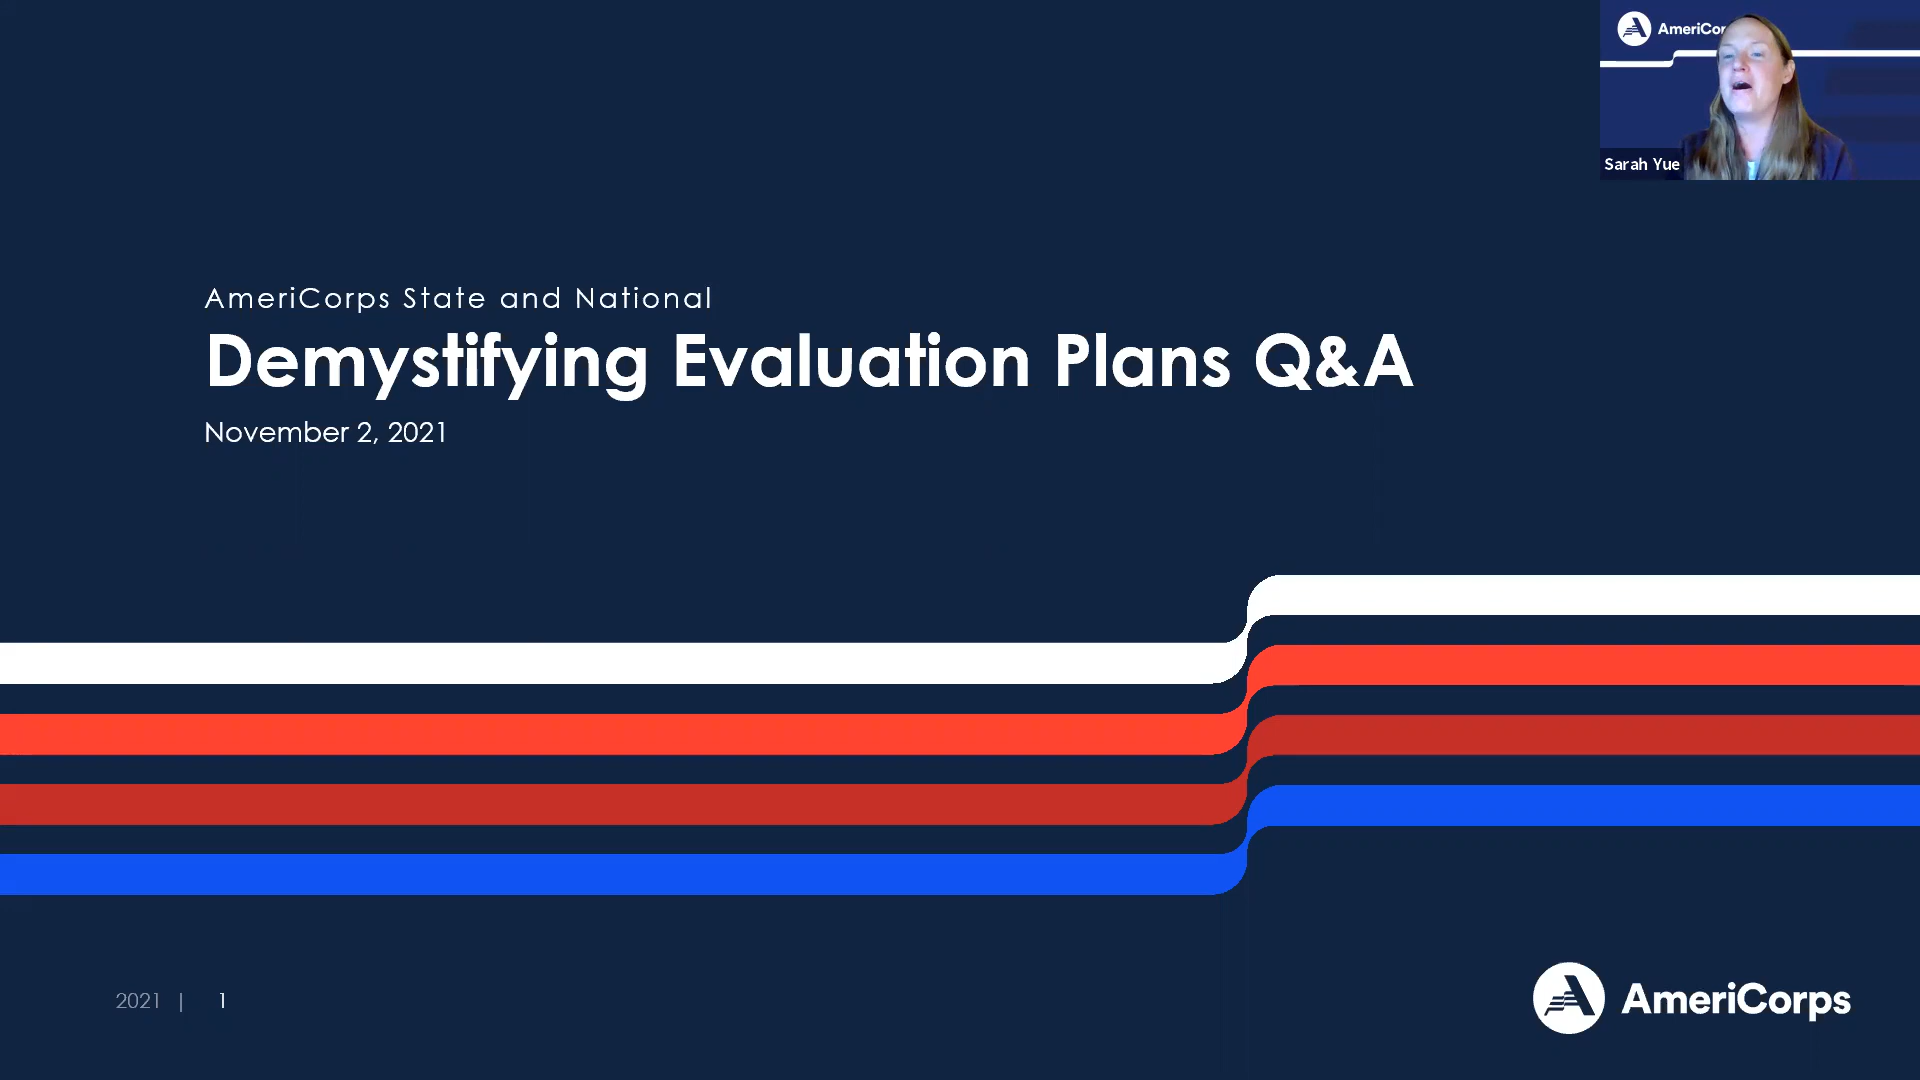 AmeriCor
Sarah Yue
AmeriCorps State and National
Demystifying Evaluation Plans Q&A
November 2, 2021
2021 | 1
AmeriCorps